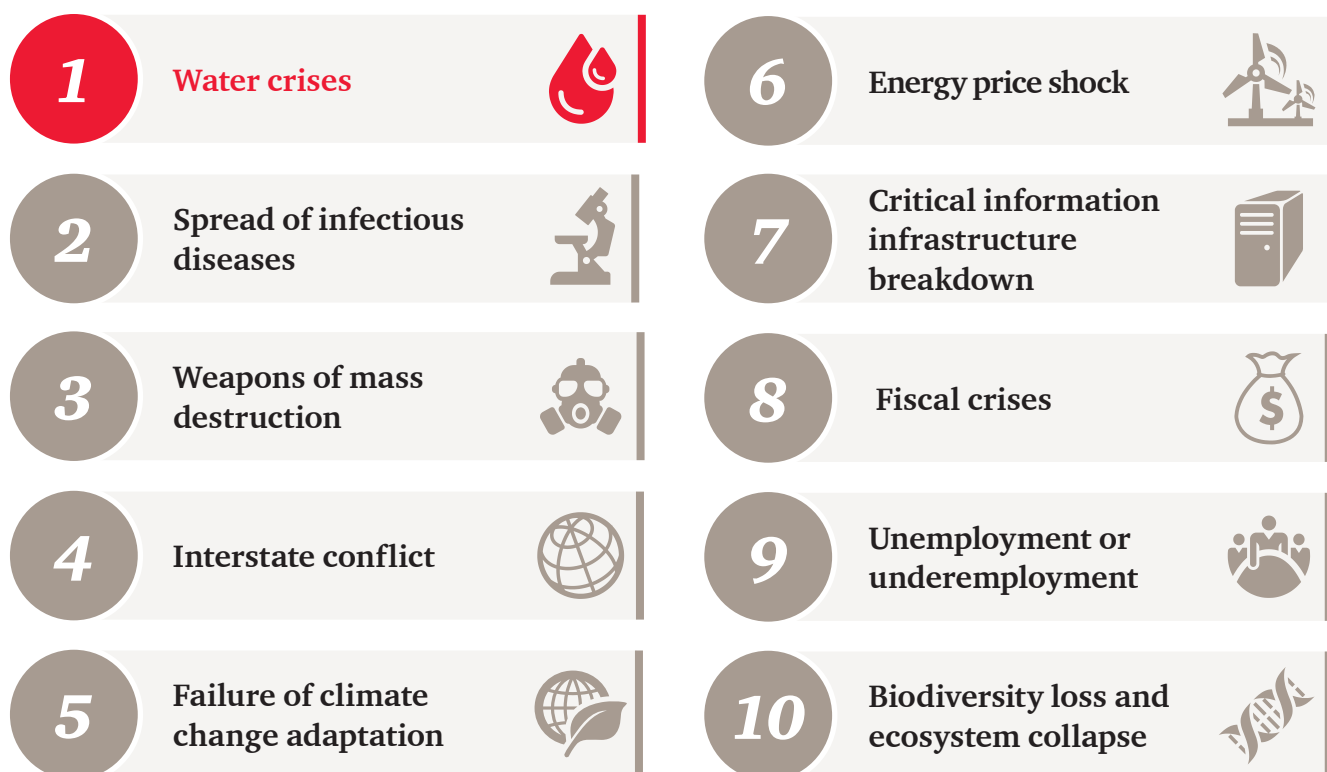 1
Water crises
2
Spread of infectious
diseases
3
Weapons of mass
destruction
4
Interstate conflict
5
Failure of climate
change adaptation
6
Energy price shock
7
Critical information
infrastructure
breakdown
8
Fiscal crises
$
9
Unemployment or
underemployment
10
Biodiversity loss and
ecosystem collapse